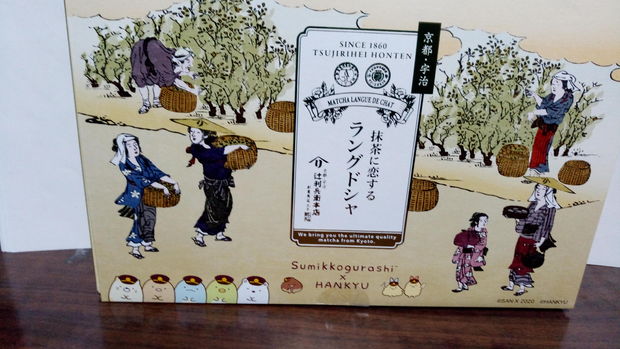 SINCE 1860
TSUJIRIHEI HONTEN
京都・宇治
MATCHA LANGUE DE CHAT
抹茶に恋する
ラングドシャ
辻利兵衛本店
We bring you the ultimate quality
matcha from Kyoto.
Sumikkogurashi
×
HANKYU
©SAN-X 2020 ©HANKYU